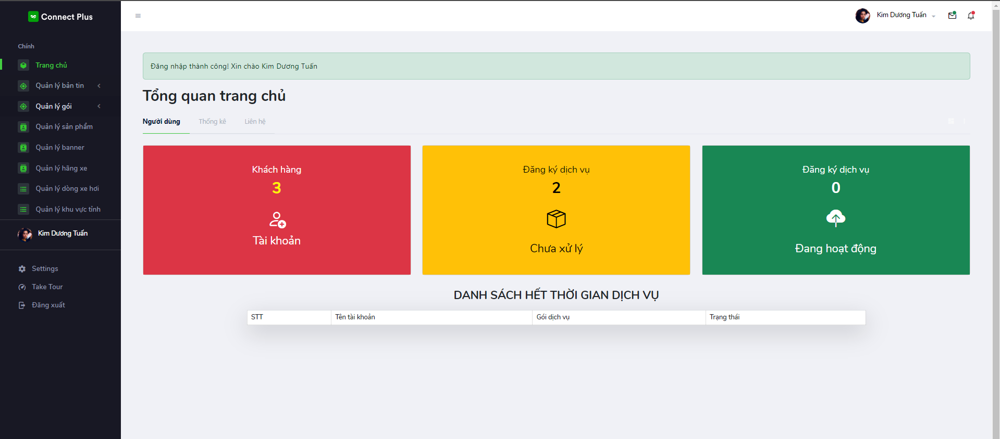 Connect Plus
Chính
Trang chủ
Quản lý bản tin
Quản lý gói
Quản lý sản phẩm
Quản lý banner
Quản lý hãng xe
Quản lý dòng xe hơi
Quản lý khu vực tỉnh
Kim Dương Tuấn
Settings
Take Tour
Đăng xuất
Kim Dương Tuấn
Đăng nhập thành công! Xin chào Kim Dương Tuấn
Tổng quan trang chủ
Người dùng Thống kê Liên hệ
Khách hàng
3
Tài khoản
Đăng ký dịch vụ
2
Chưa xử lý
Đăng ký dịch vụ
0
Đang hoạt động
DANH SÁCH HẾT THỜI GIAN DỊCH VỤ
STT Tên tài khoản Gói dịch vụ Trạng thái